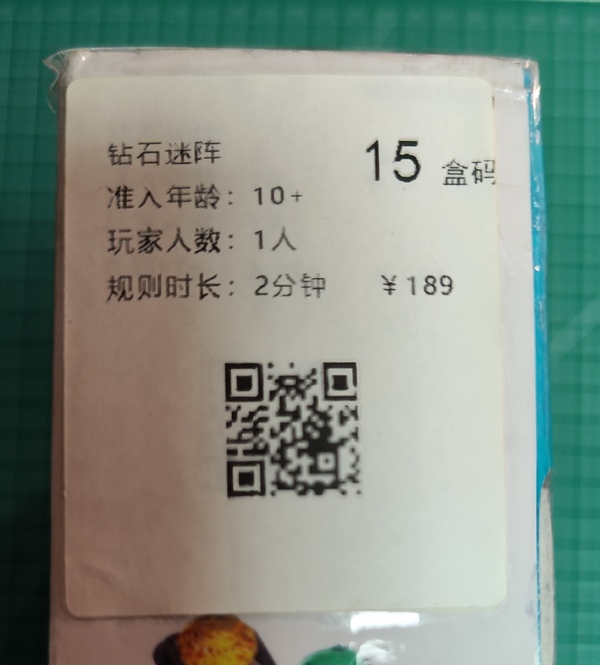 钻石迷阵
15 盒码
准入年龄：10+
玩家人数：1人
规则时长：2分钟 ￥189